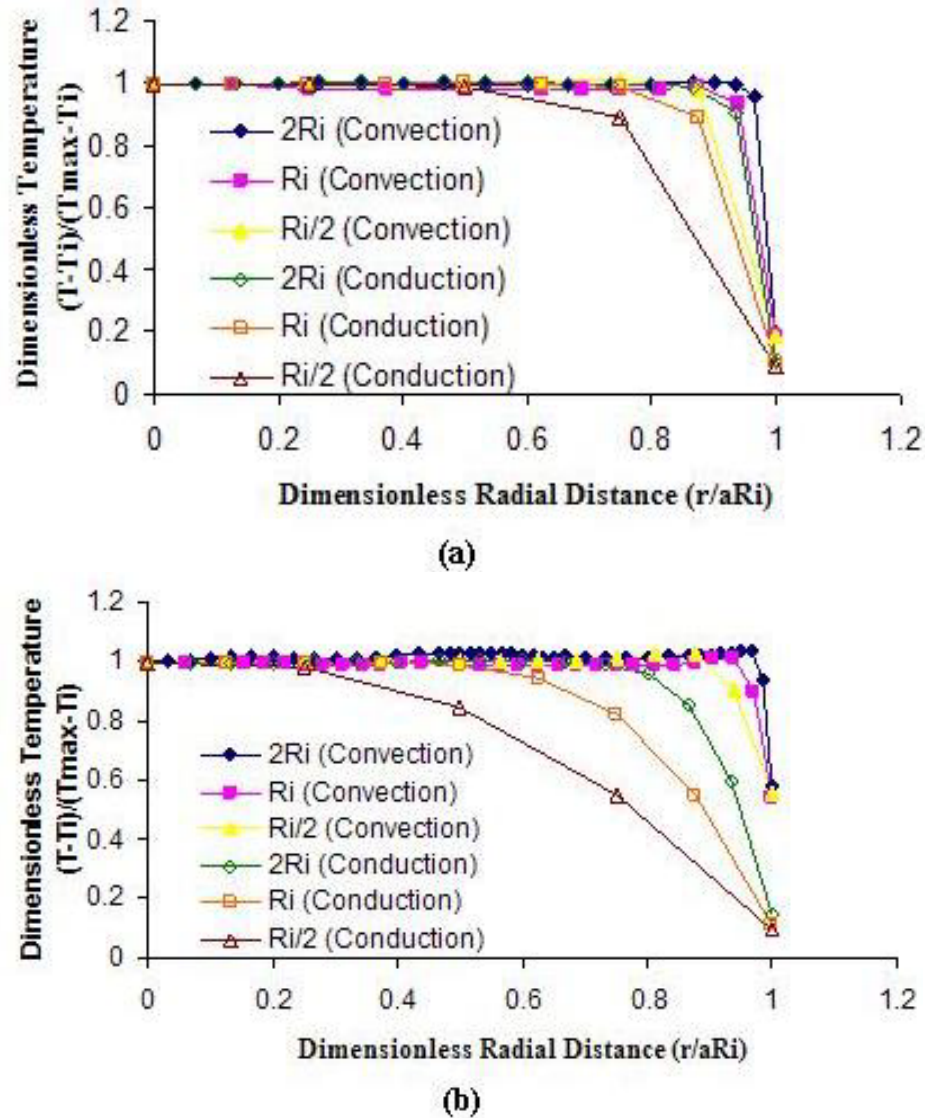 Dimensionless Temperature
(T-Ti)/(Tmax-Ti)
1.2
1
0.8
0.6
0.4
0.2
0
2Ri (Convection)
Ri (Convection)
Ri/2 (Convection)
2Ri (Conduction)
Ri (Conduction)
Ri/2 (Conduction)
0 0.2 0.4 0.6 0.8 1 1.2
Dimensionless Radial Distance (r/aRi)
(a)
Dimensionless Temperature
(T-Ti)/(Tmax-Ti)
1.2
1
0.8
0.6
0.4
0.2
0
2Ri (Convection)
Ri (Convection)
Ri/2 (Convection)
2Ri (Conduction)
Ri (Conduction)
Ri/2 (Conduction)
0 0.2 0.4 0.6 0.8 1 1.2
Dimensionless Radial Distance (r/aRi)
(b)